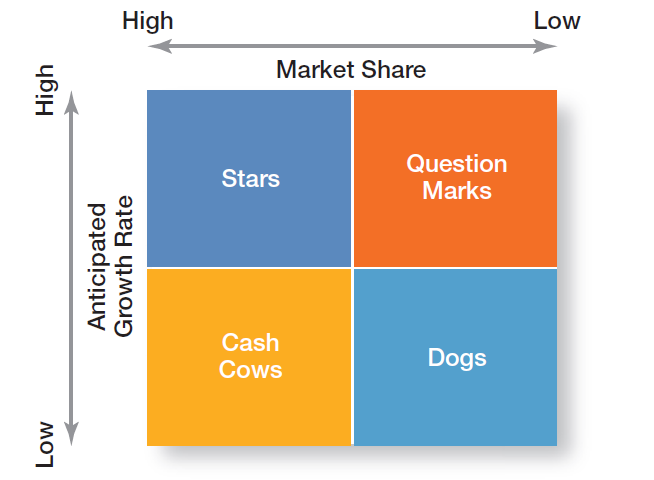 High
Low
Market Share
High
Anticipated
Growth Rate
Low
Stars
Question
Marks
Cash
Cows
Dogs